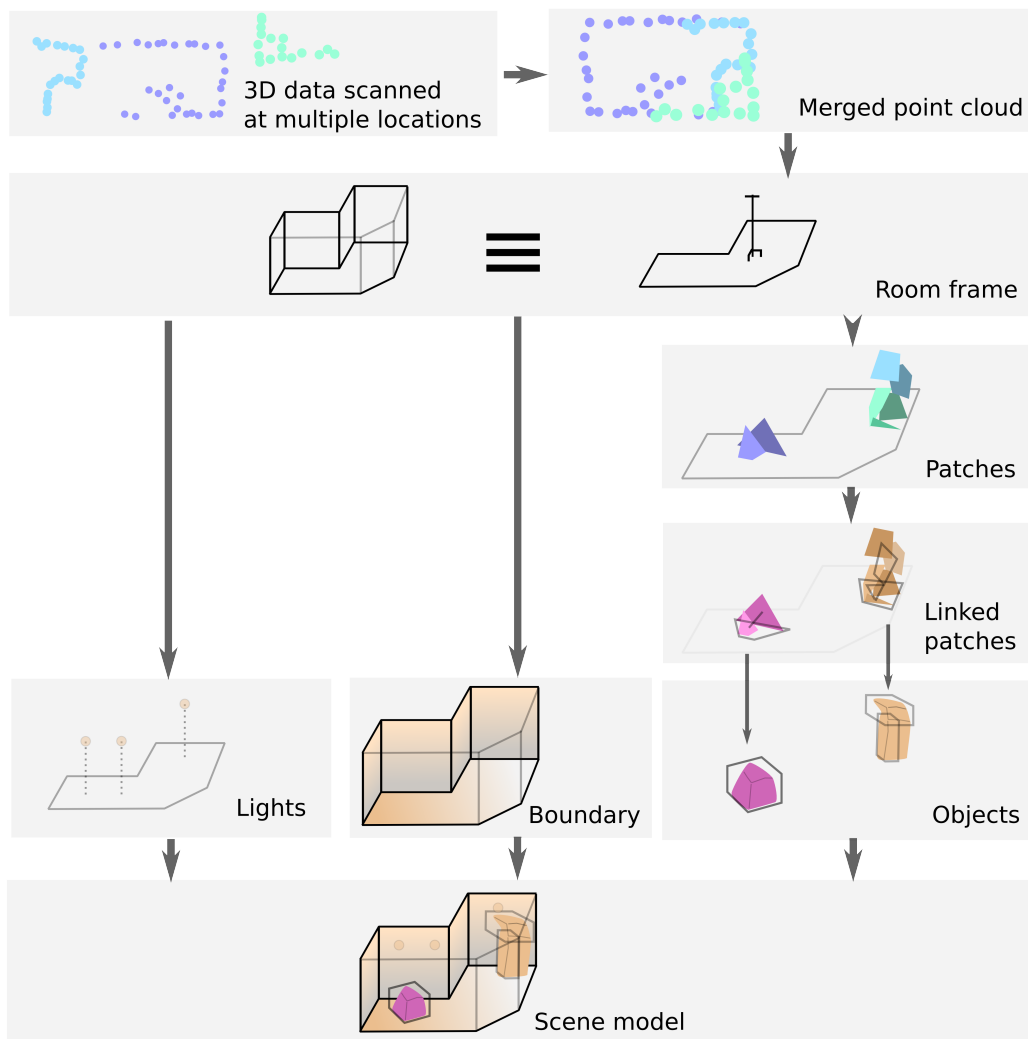 3D data scanned
at multiple locations
Merged point cloud
Room frame
Patches
Linked
patches
Lights
Boundary
Objects
Scene model